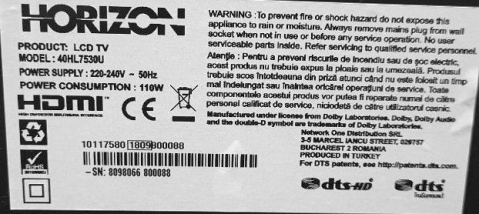 HORIZON
PRODUCT: LCD TV
MODEL: 40HL7530U
POWER SUPPLY: 220-240V ~ 50Hz
POWER CONSUMPTION: 110W
HDMI CE
10117580 1809 800088
SN: 8098066 800088
WARNING: To prevent fire or shock hazard do not expose this
appliance to rain or moisture. Always remove mains plug from wall
socket when not in use or before any service operation. No user
serviceable parts inside. Refer servicing to qualified service personnel.
Atenţie: Pentru a preveni riscurile de incendiu sau de şoc electric,
acest produs nu trebuie expus la ploaie sau la umezeală. Produsul
trebuie scos întotdeauna din priză atunci când nu este folosit un timp
mai îndelungat sau înaintea oricărei operaţiuni de service. Toate
componentele acestui produs vor putea fi reparate numai de către
personal calificat de service, niciodată de către utilizatorul casnic.
Manufactured under license from Dolby Laboratories. Dolby, Dolby Audio
and the double-D symbol are trademarks of Dolby Laboratories.
Network One Distribution SRL
3-5 MARCEL IANCU STREET, 020757
BUCHAREST 2 ROMANIA
PRODUCED IN TURKEY
For DTS patents, see http://patents.dts.com.
dts-HD dts